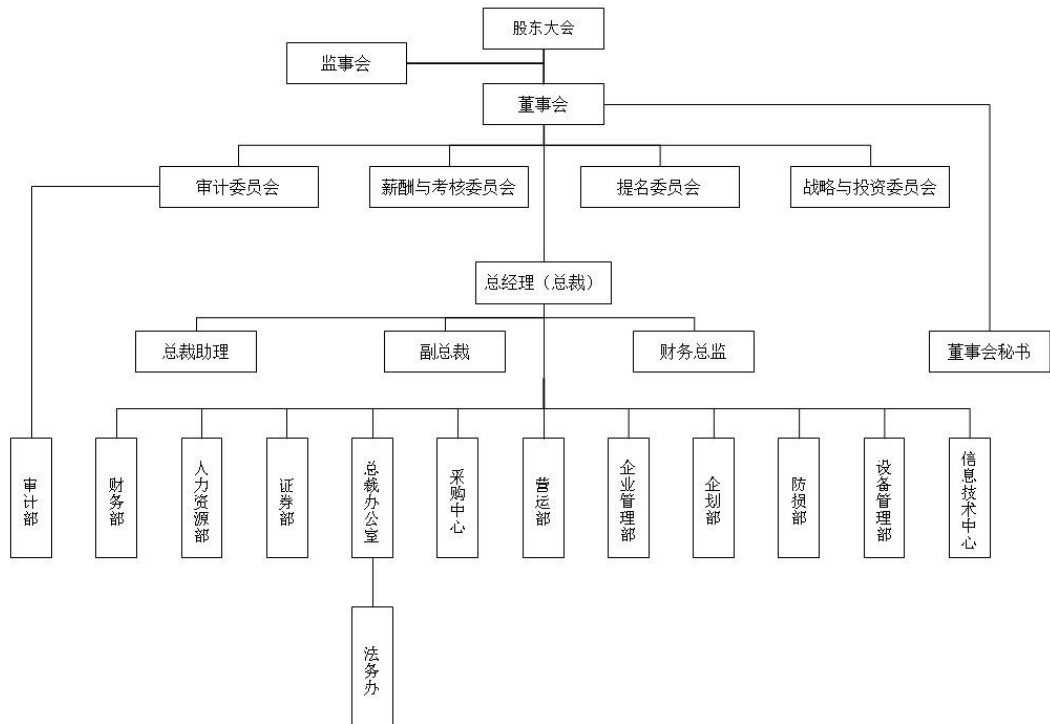 股东大会
监事会
董事会
审计委员会
薪酬与考核委员会
提名委员会
战略与投资委员会
总经理（总裁）
总裁助理
副总裁
财务总监
董事会秘书
审计部
财务部
人力资源部
证券部
总裁办公室
采购中心
营运部
企业管理部
企划部
防损部
设备管理部
信息技术中心
法务办